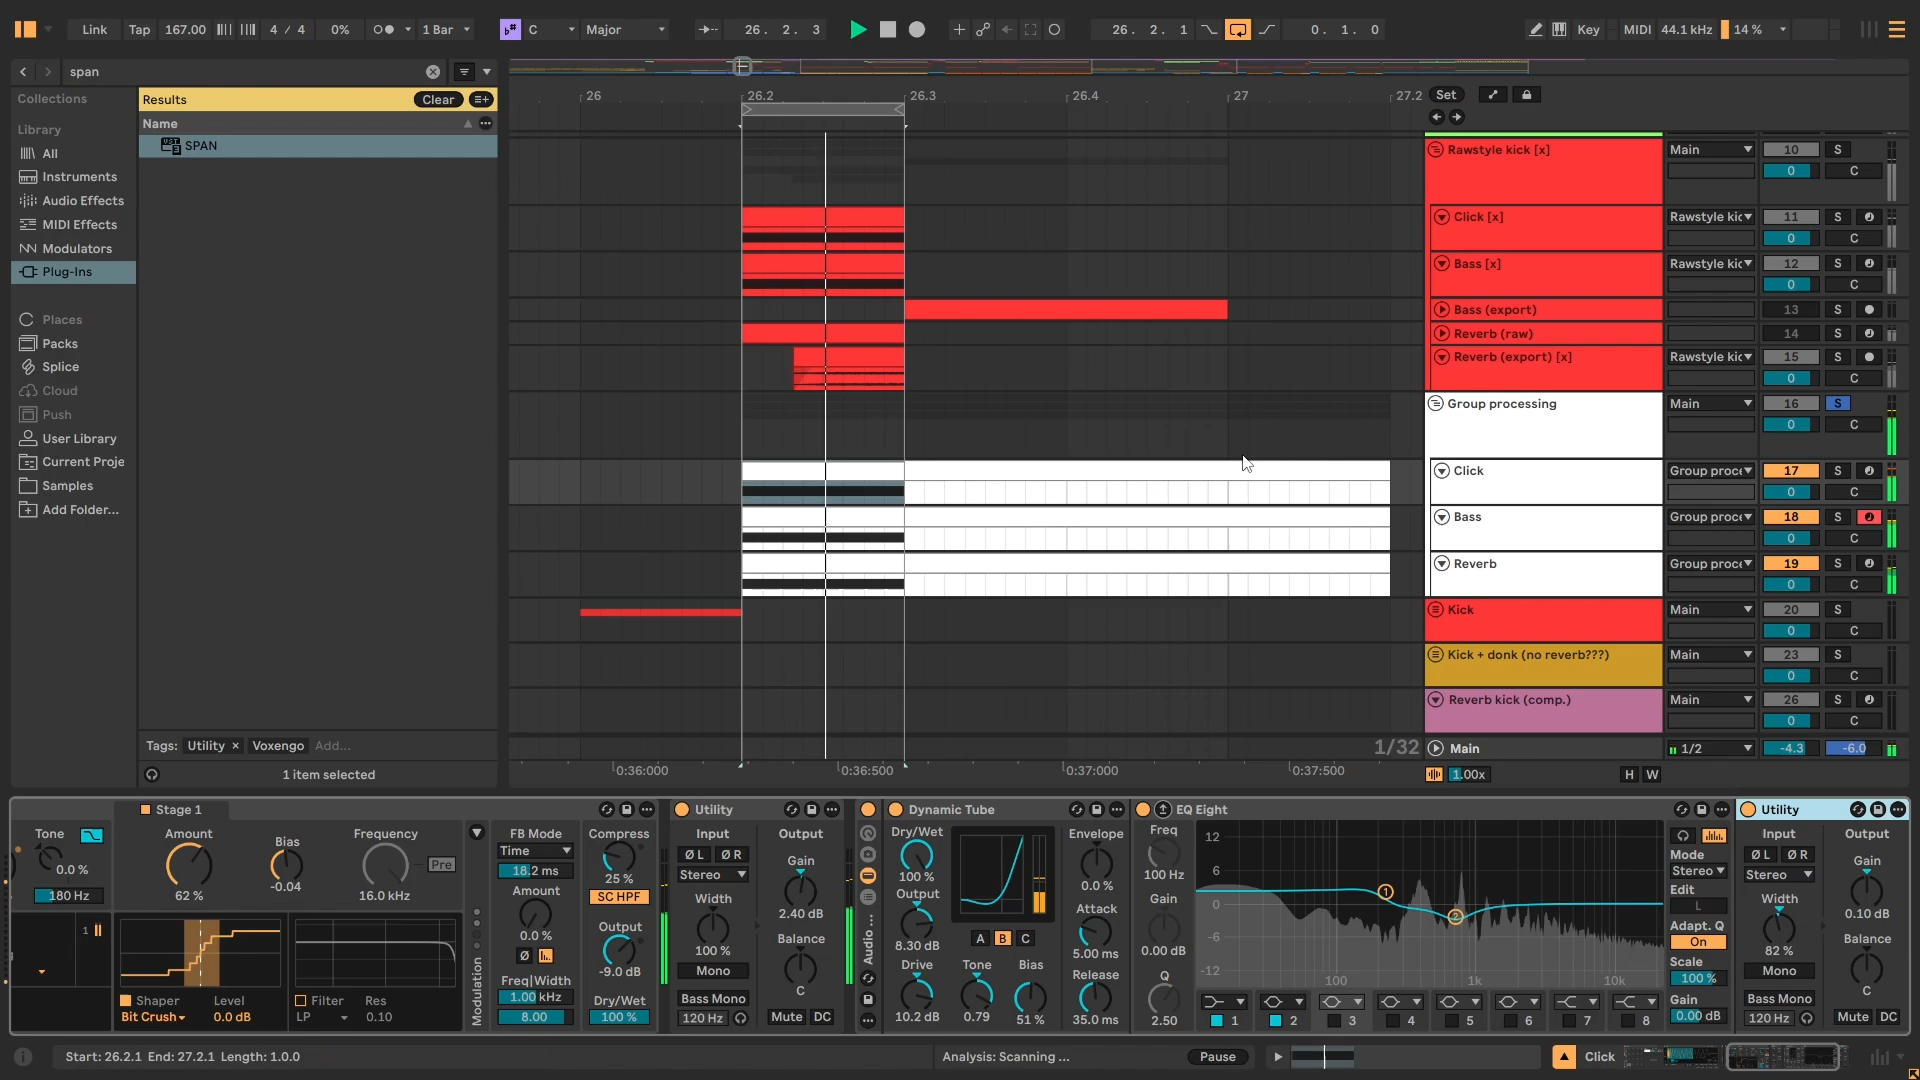 Link Tap 167.00 4 / 4 0% 1 Bar C Major 26. 2. 3 26. 2. 1 0. 1. 0 Key MIDI 44.1 kHz 14 %
span
Collections
Library
All
Instruments
Audio Effects
MIDI Effects
Modulators
Plug-Ins
Places
Packs
Splice
Cloud
Push
User Library
Current Proje
Samples
Add Folder...
Results Clear
Name
SPAN
Tags: Utility × Voxengo Add...
1 item selected
26 26.2 26.3 26.4 27 27.2 Set
Rawstyle kick [x] Main 10 S
0 C
Click [x] Rawstyle kic 11 S
0 C
Bass [x] Rawstyle kic 12 S
0 C
Bass (export) 13 S
Reverb (raw) 14 S
Reverb (export) [x] Rawstyle kic 15 S
0 C
Group processing Main 16 S
0 C
Click Group proce 17 S
0 C
Bass Group proce 18 S
0 C
Reverb Group proce 19 S
0 C
Kick Main 20 S
0 C
Kick + donk (no reverb???) Main 23 S
0 C
Reverb kick (comp.) Main 26 S
0 C
1/32 Main 1/2 -4.3 -6.0
0:36:000 0:36:500 0:37:000 0:37:500 1.00x H W
Tone
0.0 %
180 Hz
1
Stage 1
Amount
62 %
Bias
-0.04
Frequency
Pre
16.0 kHz
Shaper Level
Bit Crush 0.0 dB
Filter Res
LP 0.10
Modulation
FB Mode
Time
18.2 ms
Amount
0.0 %
Ø
Freq|Width
1.00 kHz
8.00
Compress
25 %
SC HPF
Output
-9.0 dB
Dry/Wet
100 %
Utility
Input Output
Ø L Ø R Gain
Stereo
Width 2.40 dB
Balance
100 %
Mono
Bass Mono C
120 Hz Mute DC
Audio ...
Dynamic Tube
Dry/Wet
100 %
Output
8.30 dB
A B C
Drive Tone Bias
10.2 dB 0.79 51 %
Envelope
0.0 %
Attack
5.00 ms
Release
35.0 ms
EQ Eight
Freq
100 Hz
Gain
0.00 dB
Q
2.50
12
6
0
-6
-12
1
2
100 1k 10k
1 2 3 4 5 6 7 8
Mode
Stereo
Edit
L
Adapt. Q
On
Scale
100 %
Gain
0.00 dB
Utility
Input Output
Ø L Ø R Gain
Stereo
Width 0.10 dB
Balance
82 %
Mono
Bass Mono C
120 Hz Mute DC
Start: 26.2.1 End: 27.2.1 Length: 1.0.0 Analysis: Scanning ... Pause Click